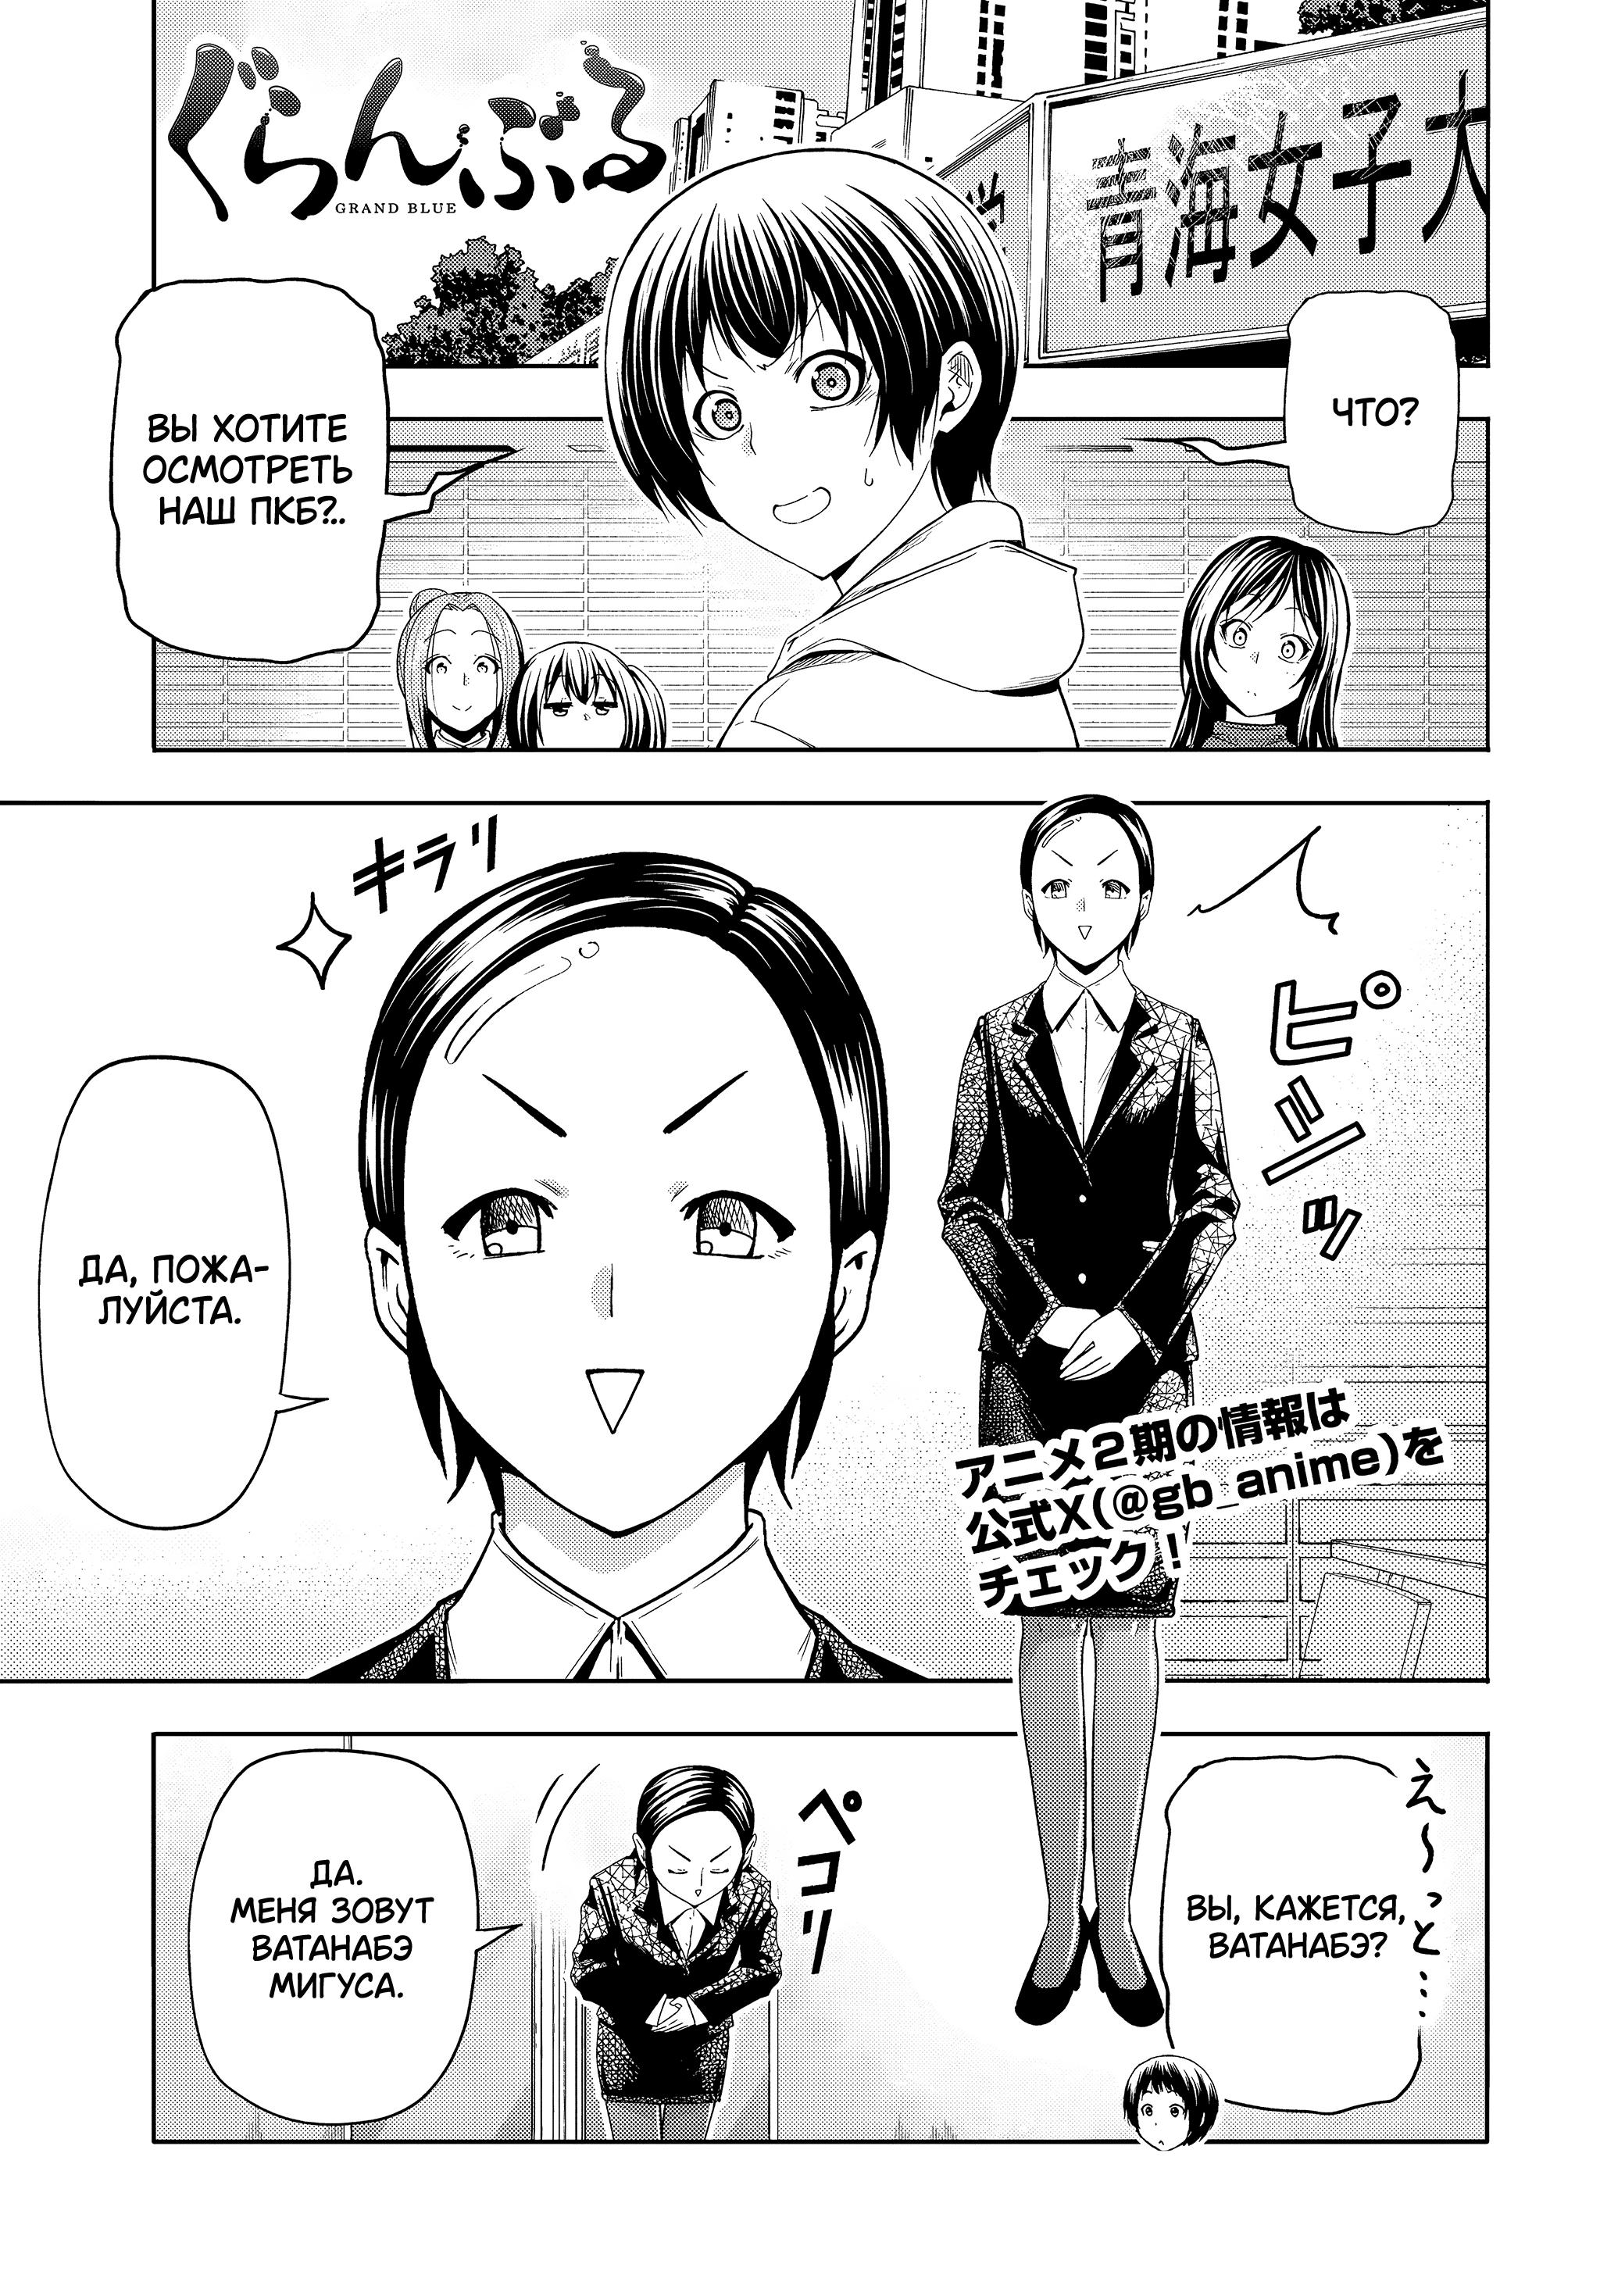 ぐらんぶる
GRAND BLUE
青海女子大
ЧТО?
ВЫ ХОТИТЕ
ОСМОТРЕТЬ
НАШ ПКБ?..
ピシッ
キラリ
ДА, ПОЖА-
ЛУЙСТА.
アニメ2期の情報は
公式X(@gb_anime)を
チェック!
え〜っと…
ВЫ, КАЖЕТСЯ,
ВАТАНАБЭ?
ペコリ
ДА.
МЕНЯ ЗОВУТ
ВАТАНАБЭ
МИГУСА.